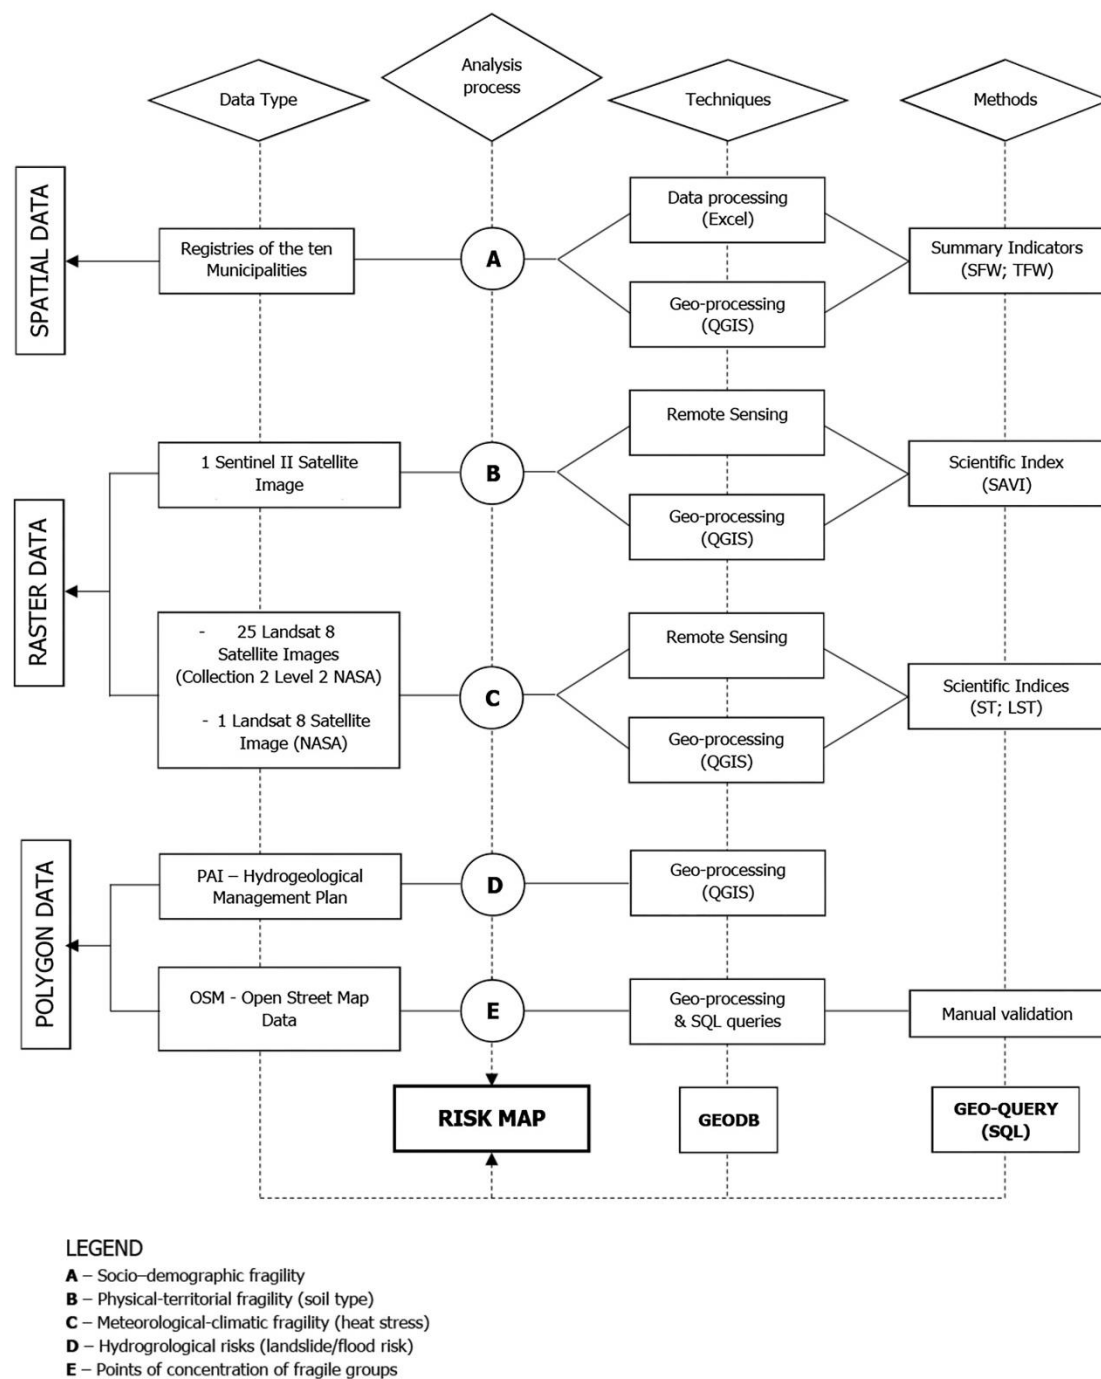 Data Type
Analysis
process
Techniques
Methods
SPATIAL DATA
Registries of the ten
Municipalities
A
Data processing
(Excel)
Geo-processing
(QGIS)
Summary Indicators
(SFW; TFW)
RASTER DATA
1 Sentinel II Satellite
Image
B
Remote Sensing
Geo-processing
(QGIS)
Scientific Index
(SAVI)
- 25 Landsat 8
Satellite Images
(Collection 2 Level 2 NASA)
- 1 Landsat 8 Satellite
Image (NASA)
C
Remote Sensing
Geo-processing
(QGIS)
Scientific Indices
(ST; LST)
POLYGON DATA
PAI – Hydrogeological
Management Plan
D
Geo-processing
(QGIS)
OSM - Open Street Map
Data
E
Geo-processing
& SQL queries
Manual validation
RISK MAP
GEODB
GEO-QUERY
(SQL)
LEGEND
A – Socio–demographic fragility
B – Physical-territorial fragility (soil type)
C – Meteorological-climatic fragility (heat stress)
D – Hydrogrological risks (landslide/flood risk)
E – Points of concentration of fragile groups